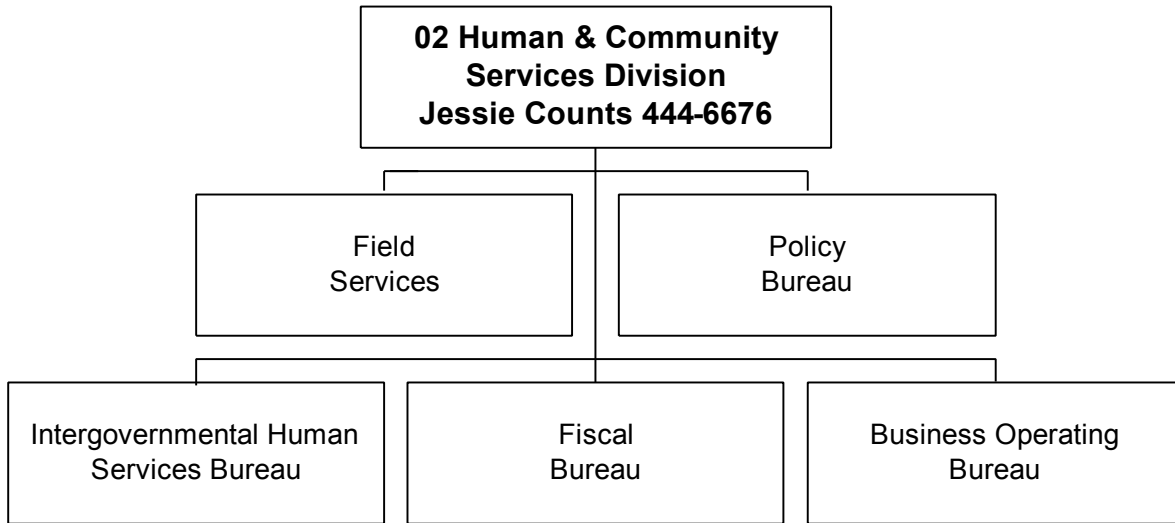 02 Human & Community
Services Division
Jessie Counts 444-6676
Field
Services
Policy
Bureau
Intergovernmental Human
Services Bureau
Fiscal
Bureau
Business Operating
Bureau